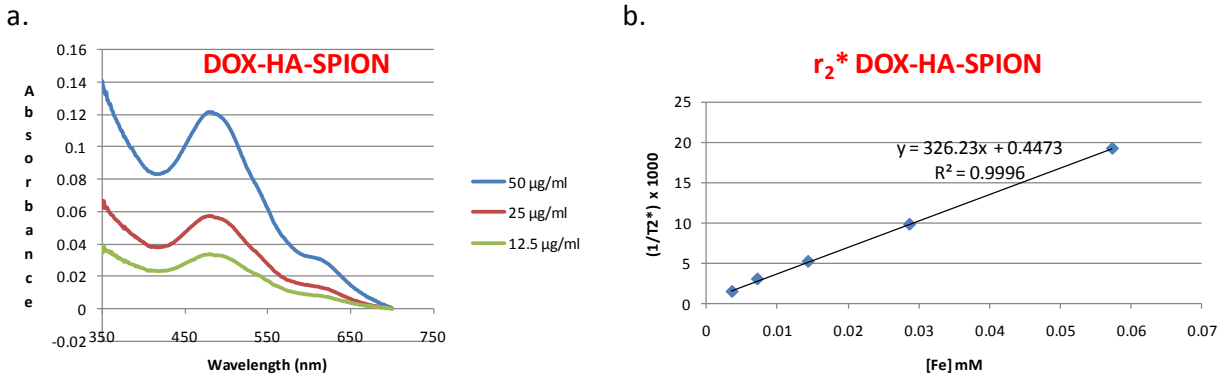 a.
DOX-HA-SPION
Absorbance
0.16
0.14
0.12
0.1
0.08
0.06
0.04
0.02
0
-0.02
350 450 550 650 750
Wavelength (nm)
50 µg/ml
25 µg/ml
12.5 µg/ml
b.
r₂* DOX-HA-SPION
(1/T2*) x 1000
25
20
15
10
5
0
y = 326.23x + 0.4473
R² = 0.9996
0 0.01 0.02 0.03 0.04 0.05 0.06 0.07
[Fe] mM